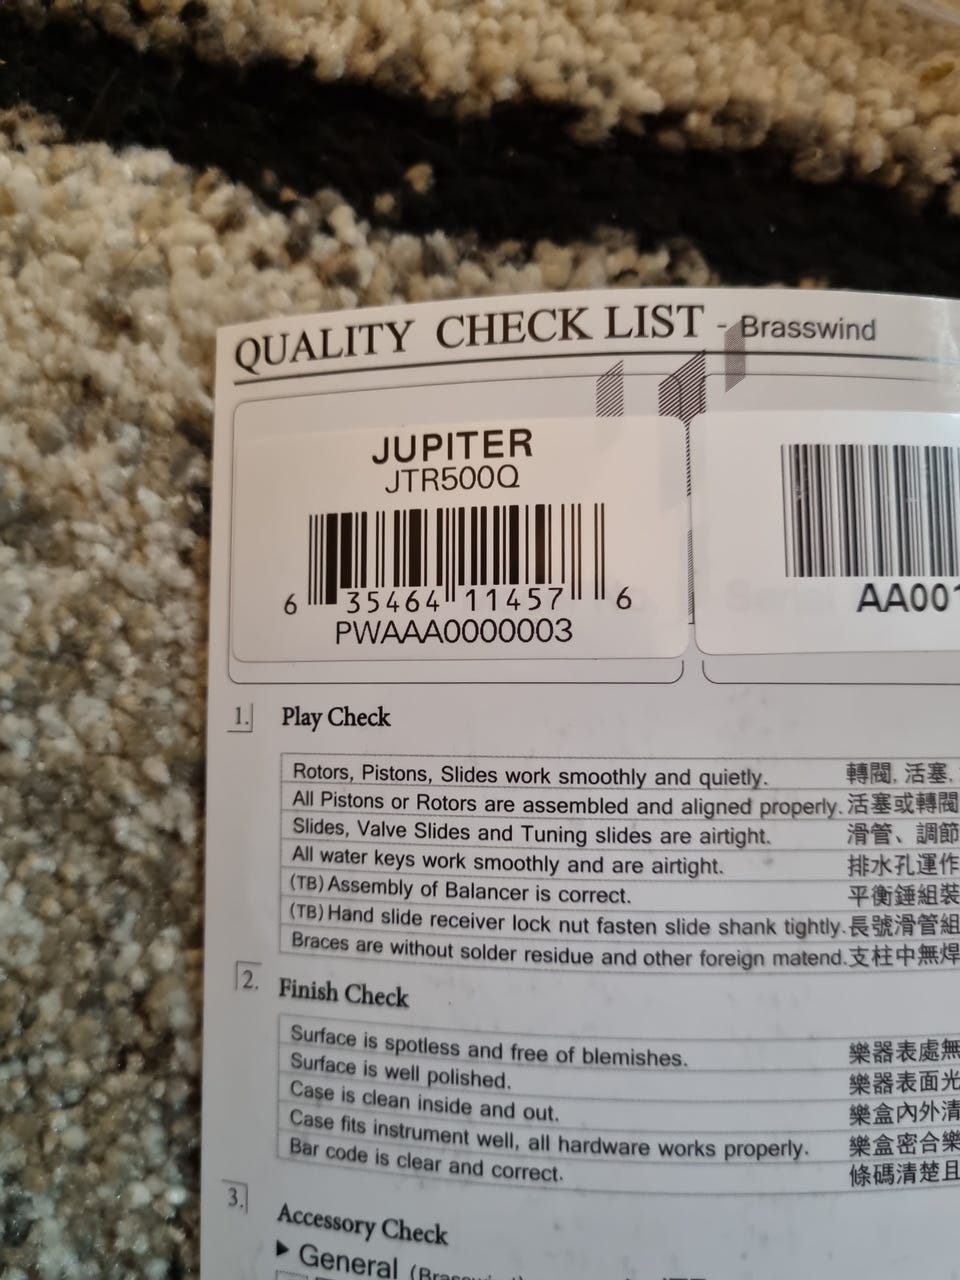 QUALITY CHECK LIST - Brasswind
JUPITER
JTR500Q
6 35464 11457 6
PWAAA0000003
AA001
1. Play Check
Rotors, Pistons, Slides work smoothly and quietly. 轉閥, 活塞,
All Pistons or Rotors are assembled and aligned properly. 活塞或轉閥
Slides, Valve Slides and Tuning slides are airtight. 滑管、調節
All water keys work smoothly and are airtight. 排水孔運作
(TB) Assembly of Balancer is correct. 平衡錘組裝
(TB) Hand slide receiver lock nut fasten slide shank tightly. 長號滑管組
Braces are without solder residue and other foreign matend. 支柱中無焊
2. Finish Check
Surface is spotless and free of blemishes. 樂器表處無
Surface is well polished. 樂器表面光
Case is clean inside and out. 樂盒內外清
Case fits instrument well, all hardware works properly. 樂盒密合樂
Bar code is clear and correct. 條碼清楚且
3. Accessory Check
▶ General (Brasswind)